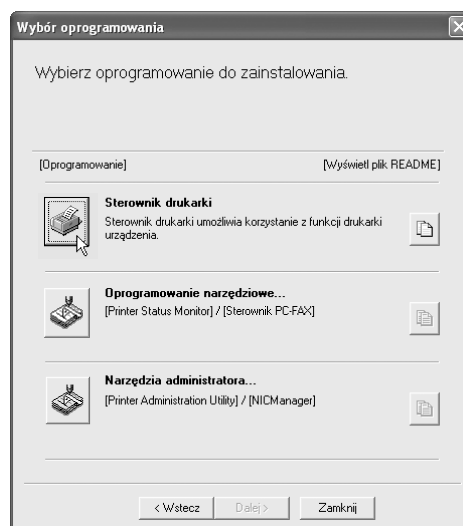 Wybór oprogramowania
Wybierz oprogramowanie do zainstalowania.
[Oprogramowanie] [Wyświetl plik README]
Sterownik drukarki
Sterownik drukarki umożliwia korzystanie z funkcji drukarki
urządzenia.
Oprogramowanie narzędziowe...
[Printer Status Monitor] / [Sterownik PC-FAX]
Narzędzia administratora...
[Printer Administration Utility] / [NICManager]
< Wstecz Dalej > Zamknij